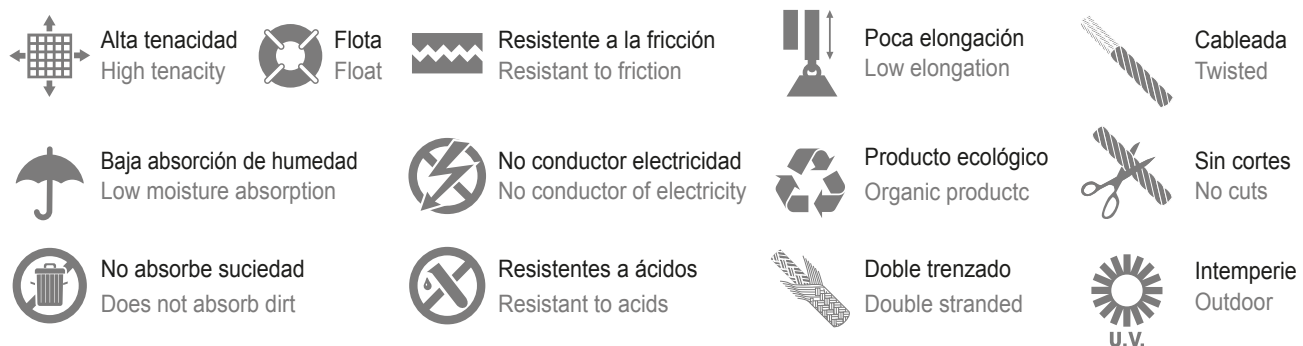 Alta tenacidad
High tenacity
Flota
Float
Resistente a la fricción
Resistant to friction
Poca elongación
Low elongation
Cableada
Twisted
Baja absorción de humedad
Low moisture absorption
No conductor electricidad
No conductor of electricity
Producto ecológico
Organic productc
Sin cortes
No cuts
No absorbe suciedad
Does not absorb dirt
Resistentes a ácidos
Resistant to acids
Doble trenzado
Double stranded
Intemperie
Outdoor
U.V.